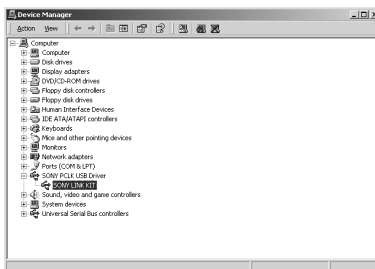 Device Manager
Action View
Computer
Computer
Disk drives
Display adapters
DVD/CD-ROM drives
Floppy disk controllers
Floppy disk drives
Human Interface Devices
IDE ATA/ATAPI controllers
Keyboards
Mice and other pointing devices
Monitors
Network adapters
Ports (COM & LPT)
SONY PCLK USB Driver
SONY LINK KIT
Sound, video and game controllers
System devices
Universal Serial Bus controllers